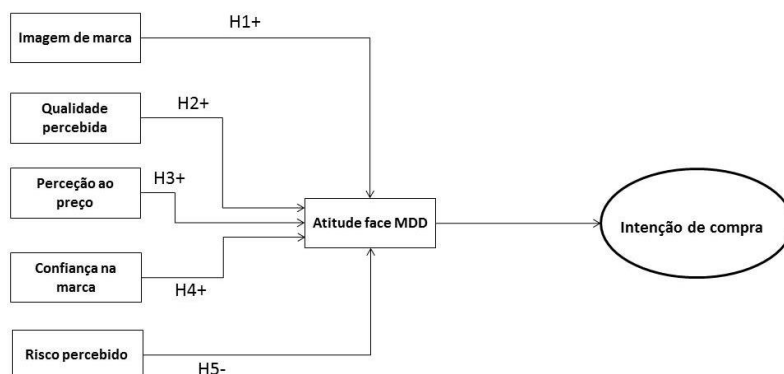 Imagem de marca
H1+
Qualidade
percebida
H2+
Perceção ao
preço
H3+
Atitude face MDD
Intenção de compra
Confiança na
marca
H4+
Risco percebido
H5-